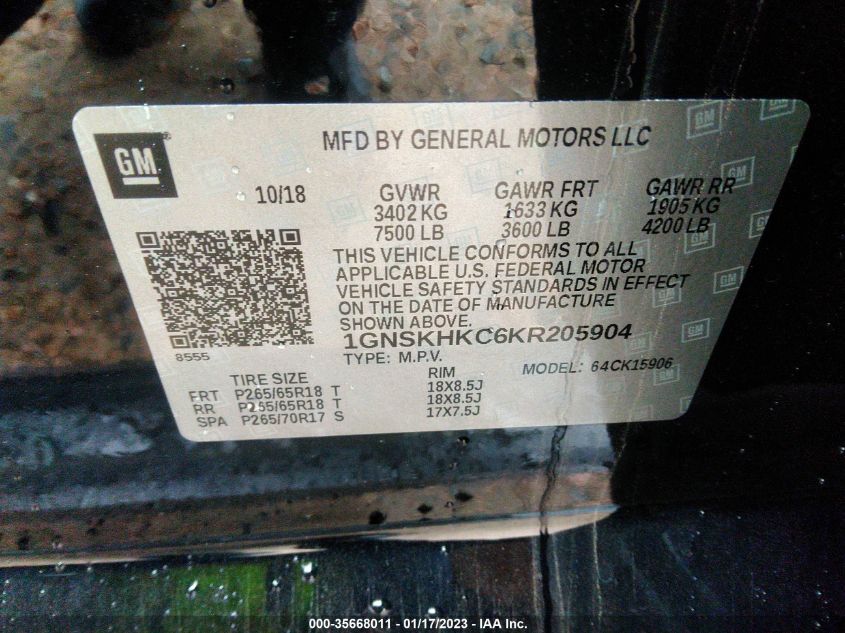 GM
MFD BY GENERAL MOTORS LLC
10/18 GVWR GAWR FRT GAWR RR
3402 KG 1633 KG 1905 KG
7500 LB 3600 LB 4200 LB
THIS VEHICLE CONFORMS TO ALL
APPLICABLE U.S. FEDERAL MOTOR
VEHICLE SAFETY STANDARDS IN EFFECT
ON THE DATE OF MANUFACTURE
SHOWN ABOVE.
1GNSKHKC6KR205904
8555 TYPE: M.P.V. MODEL: 64CK15906
TIRE SIZE RIM
FRT P265/65R18 T 18X8.5J
RR P265/65R18 T 18X8.5J
SPA P265/70R17 S 17X7.5J
000-35668011 - 01/17/2023 - IAA Inc.